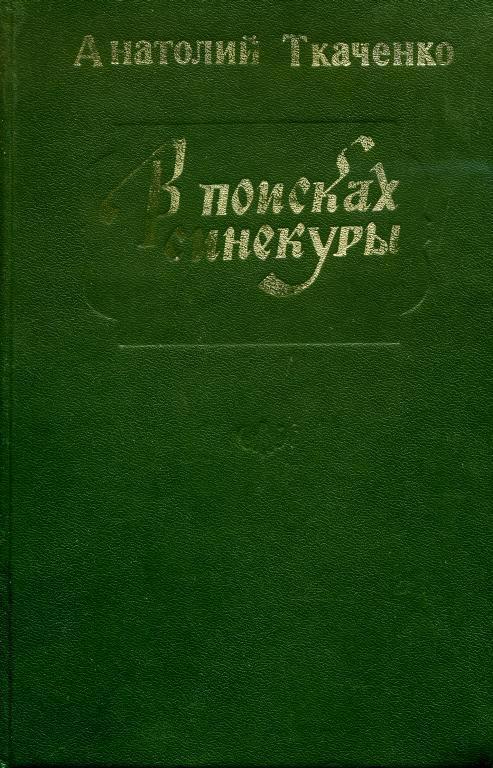 Анатолий Ткаченко
В поисках
синекуры